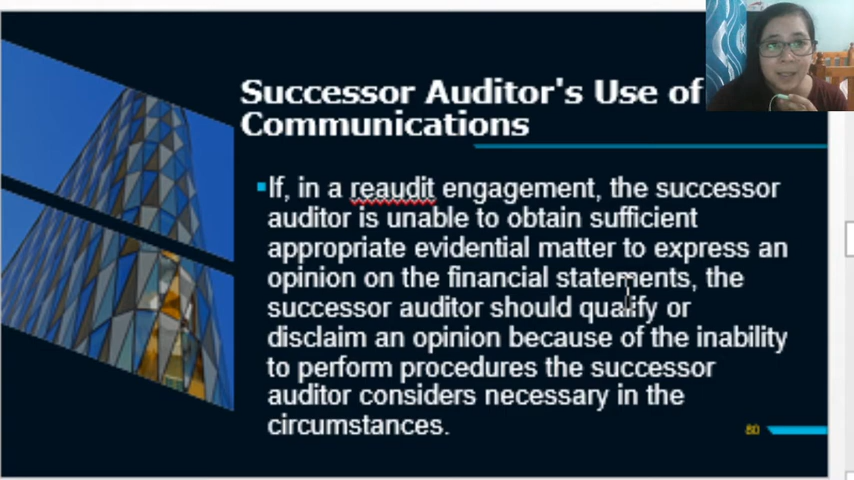 Successor Auditor's Use of
Communications
If, in a reaudit engagement, the successor
auditor is unable to obtain sufficient
appropriate evidential matter to express an
opinion on the financial statements, the
successor auditor should qualify or
disclaim an opinion because of the inability
to perform procedures the successor
auditor considers necessary in the
circumstances.
80